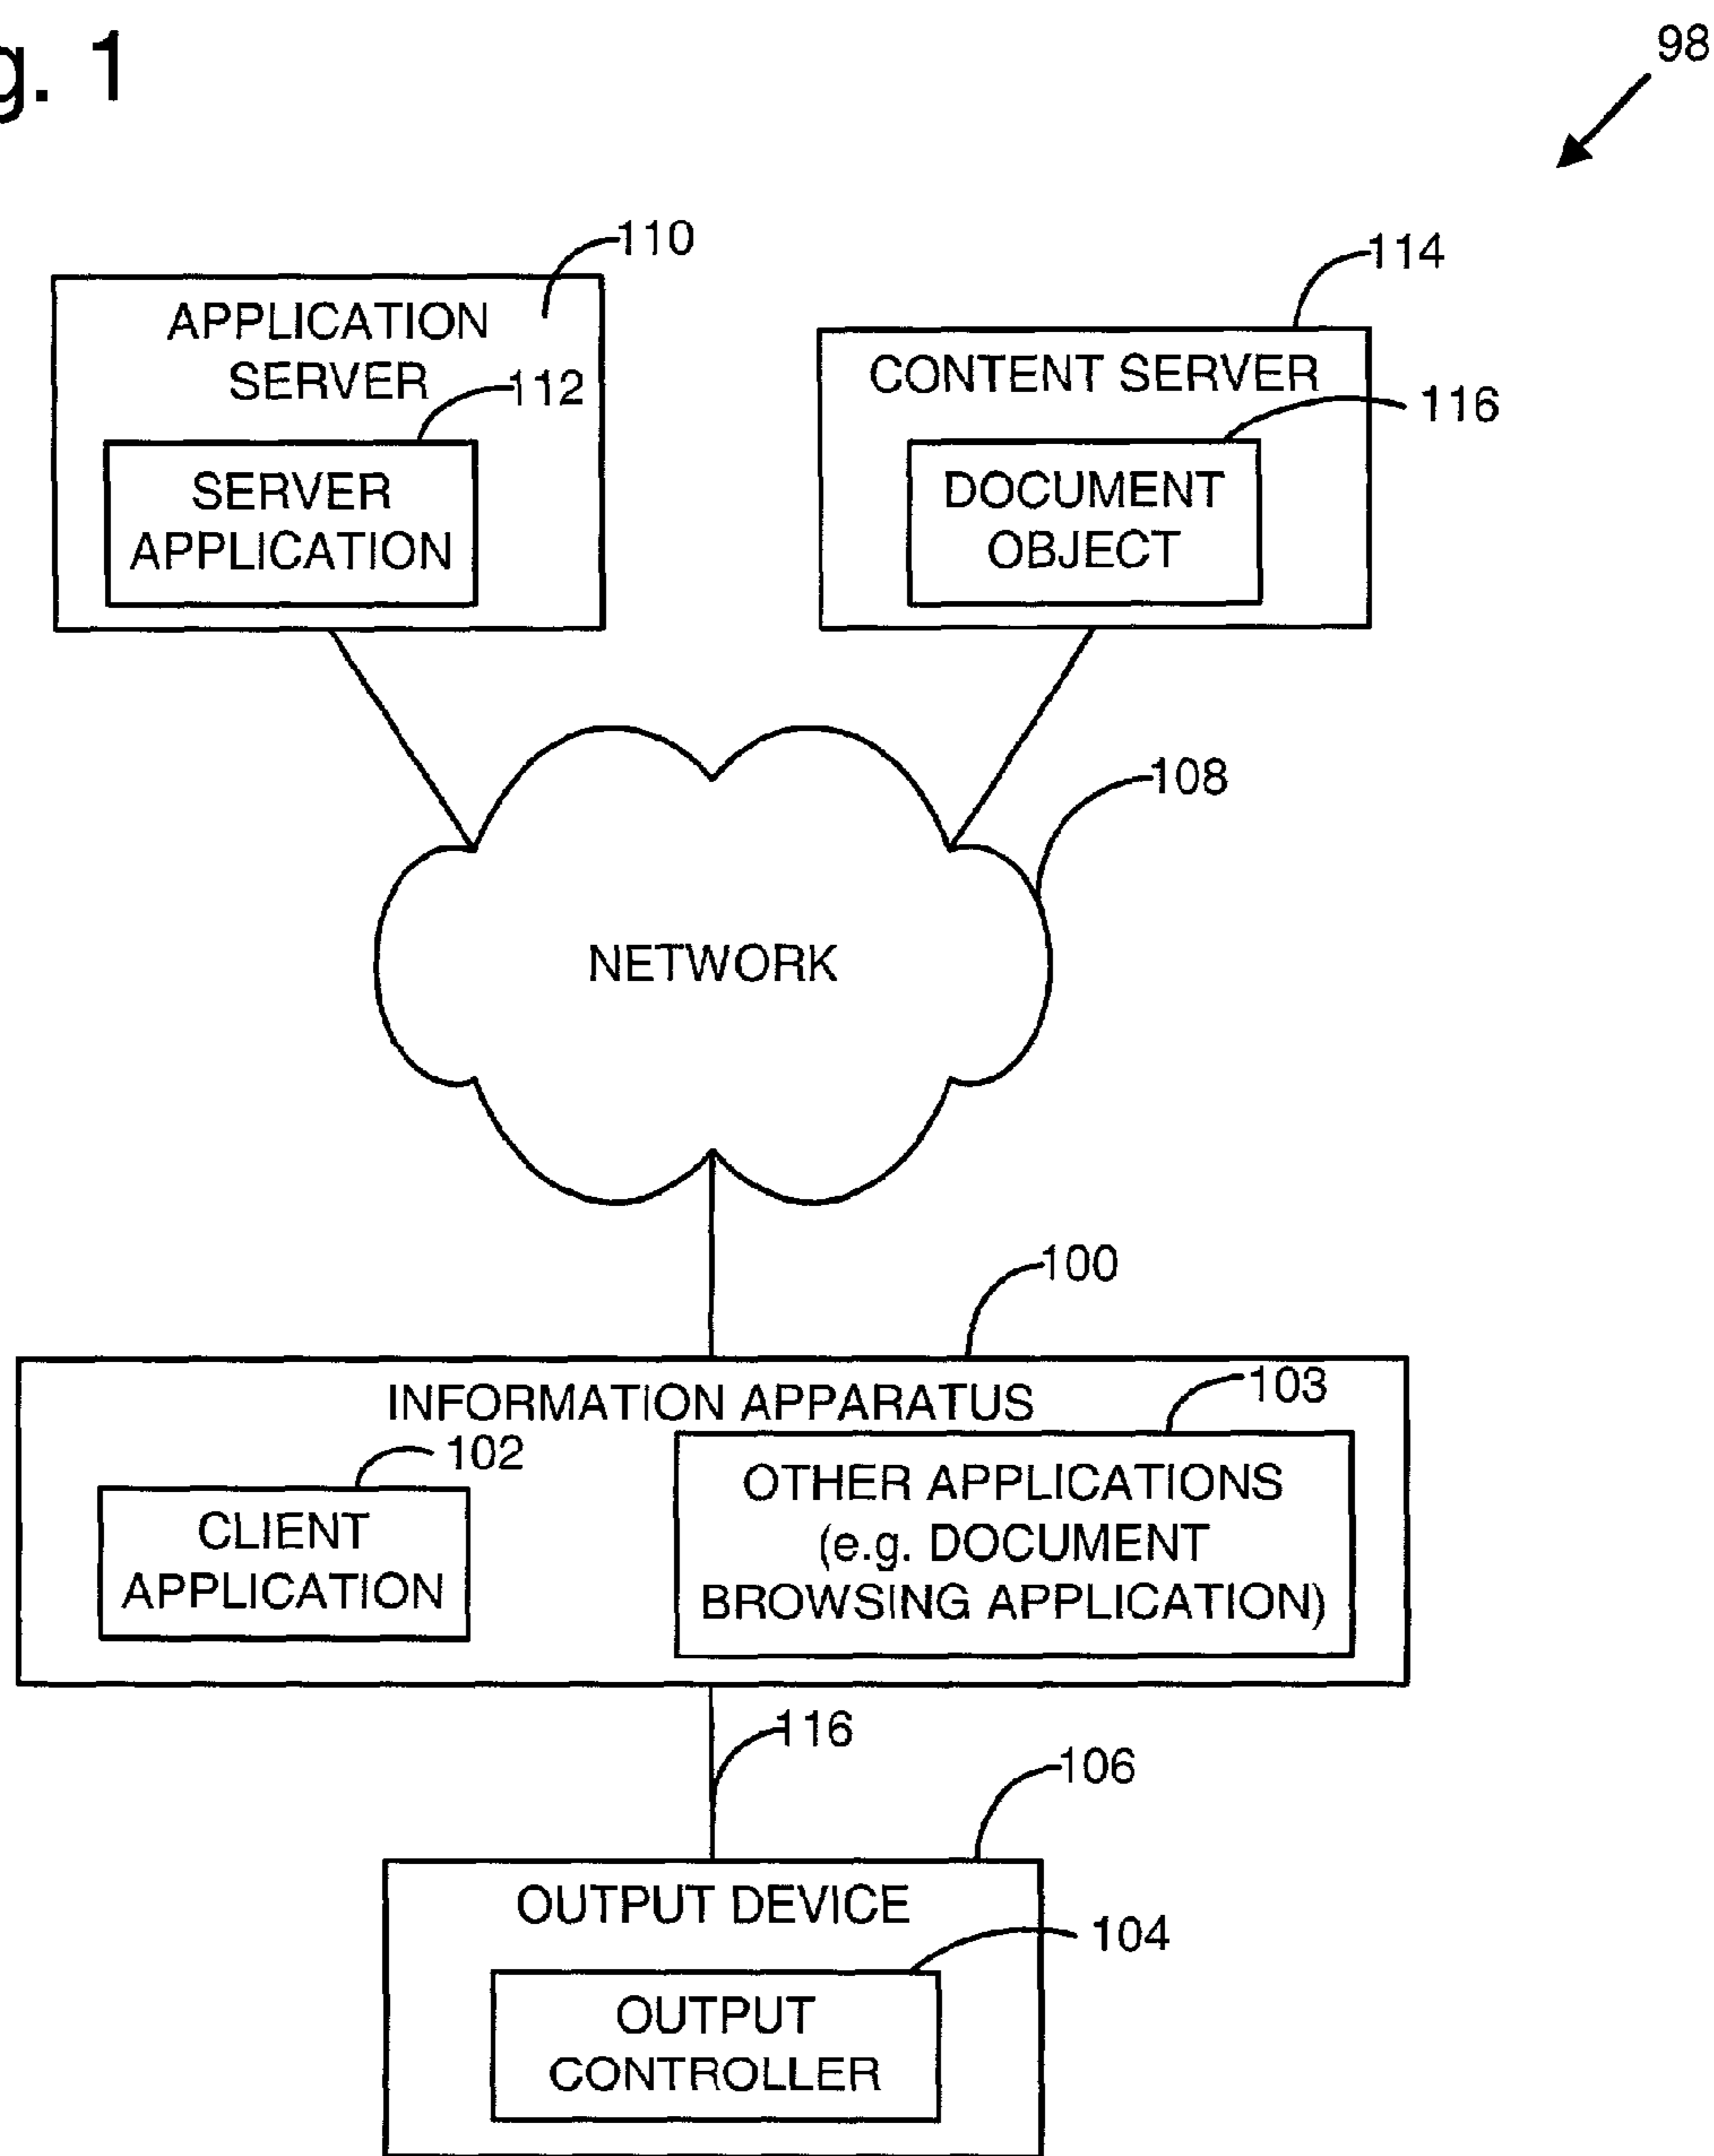 g. 1
98
110
114
APPLICATION
SERVER
112
CONTENT SERVER
116
SERVER
APPLICATION
DOCUMENT
OBJECT
108
NETWORK
100
INFORMATION APPARATUS
103
102
CLIENT
APPLICATION
OTHER APPLICATIONS
(e.g. DOCUMENT
BROWSING APPLICATION)
116
106
OUTPUT DEVICE
104
OUTPUT
CONTROLLER